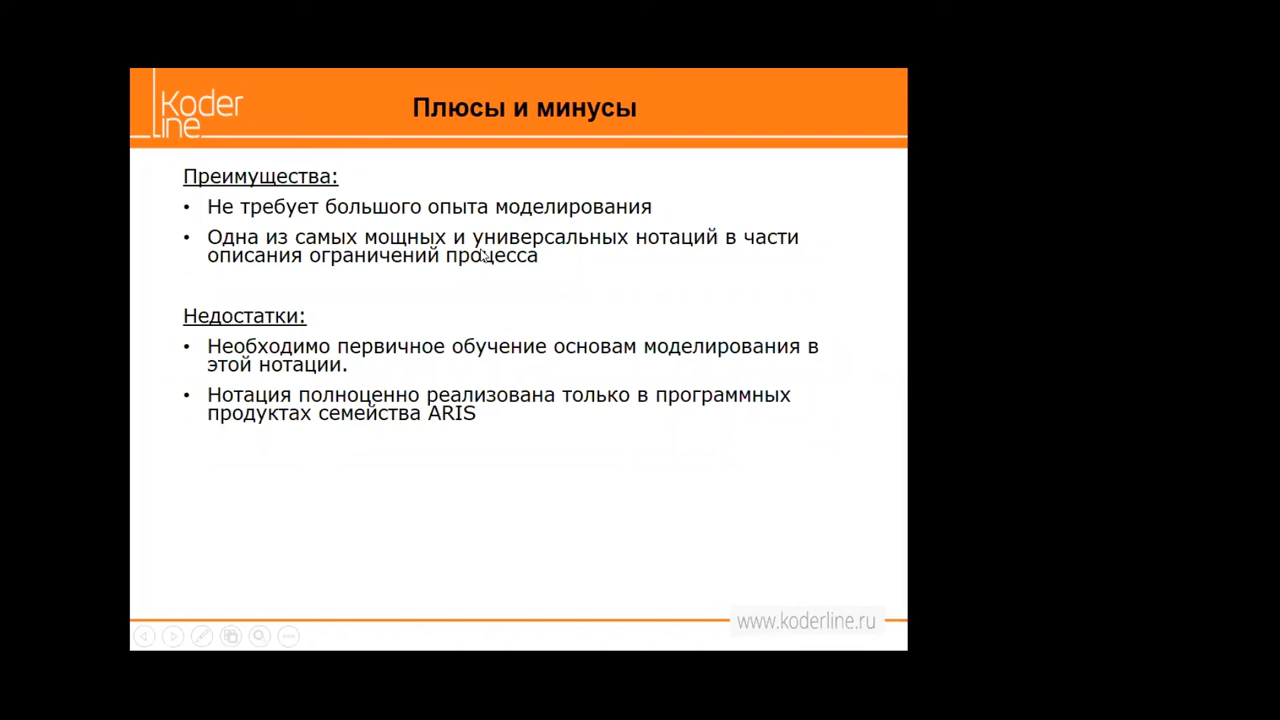 Koder
line
Плюсы и минусы
Преимущества:
• Не требует большого опыта моделирования
• Одна из самых мощных и универсальных нотаций в части
описания ограничений процесса
Недостатки:
• Необходимо первичное обучение основам моделирования в
этой нотации.
• Нотация полноценно реализована только в программных
продуктах семейства ARIS
www.koderline.ru